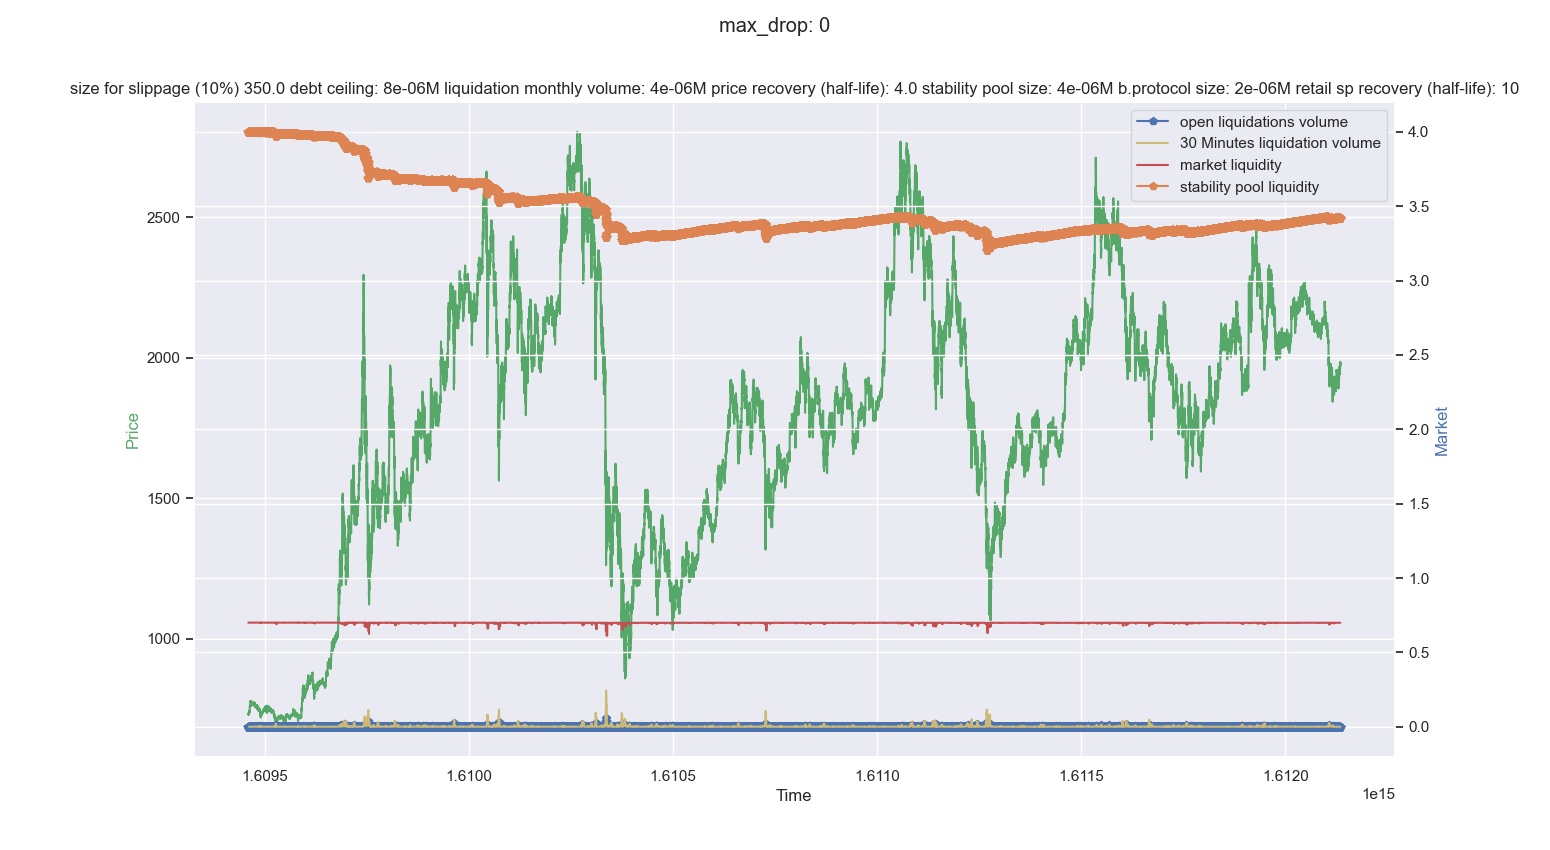 max_drop: 0
size for slippage (10%) 350.0 debt ceiling: 8e-06M liquidation monthly volume: 4e-06M price recovery (half-life): 4.0 stability pool size: 4e-06M b.protocol size: 2e-06M retail sp recovery (half-life): 10
open liquidations volume
30 Minutes liquidation volume
market liquidity
stability pool liquidity
2500
2000
1500
1000
Price
4.0
3.5
3.0
2.5
2.0
1.5
1.0
0.5
0.0
Market
1.6095
1.6100
1.6105
1.6110
1.6115
1.6120
Time
1e15